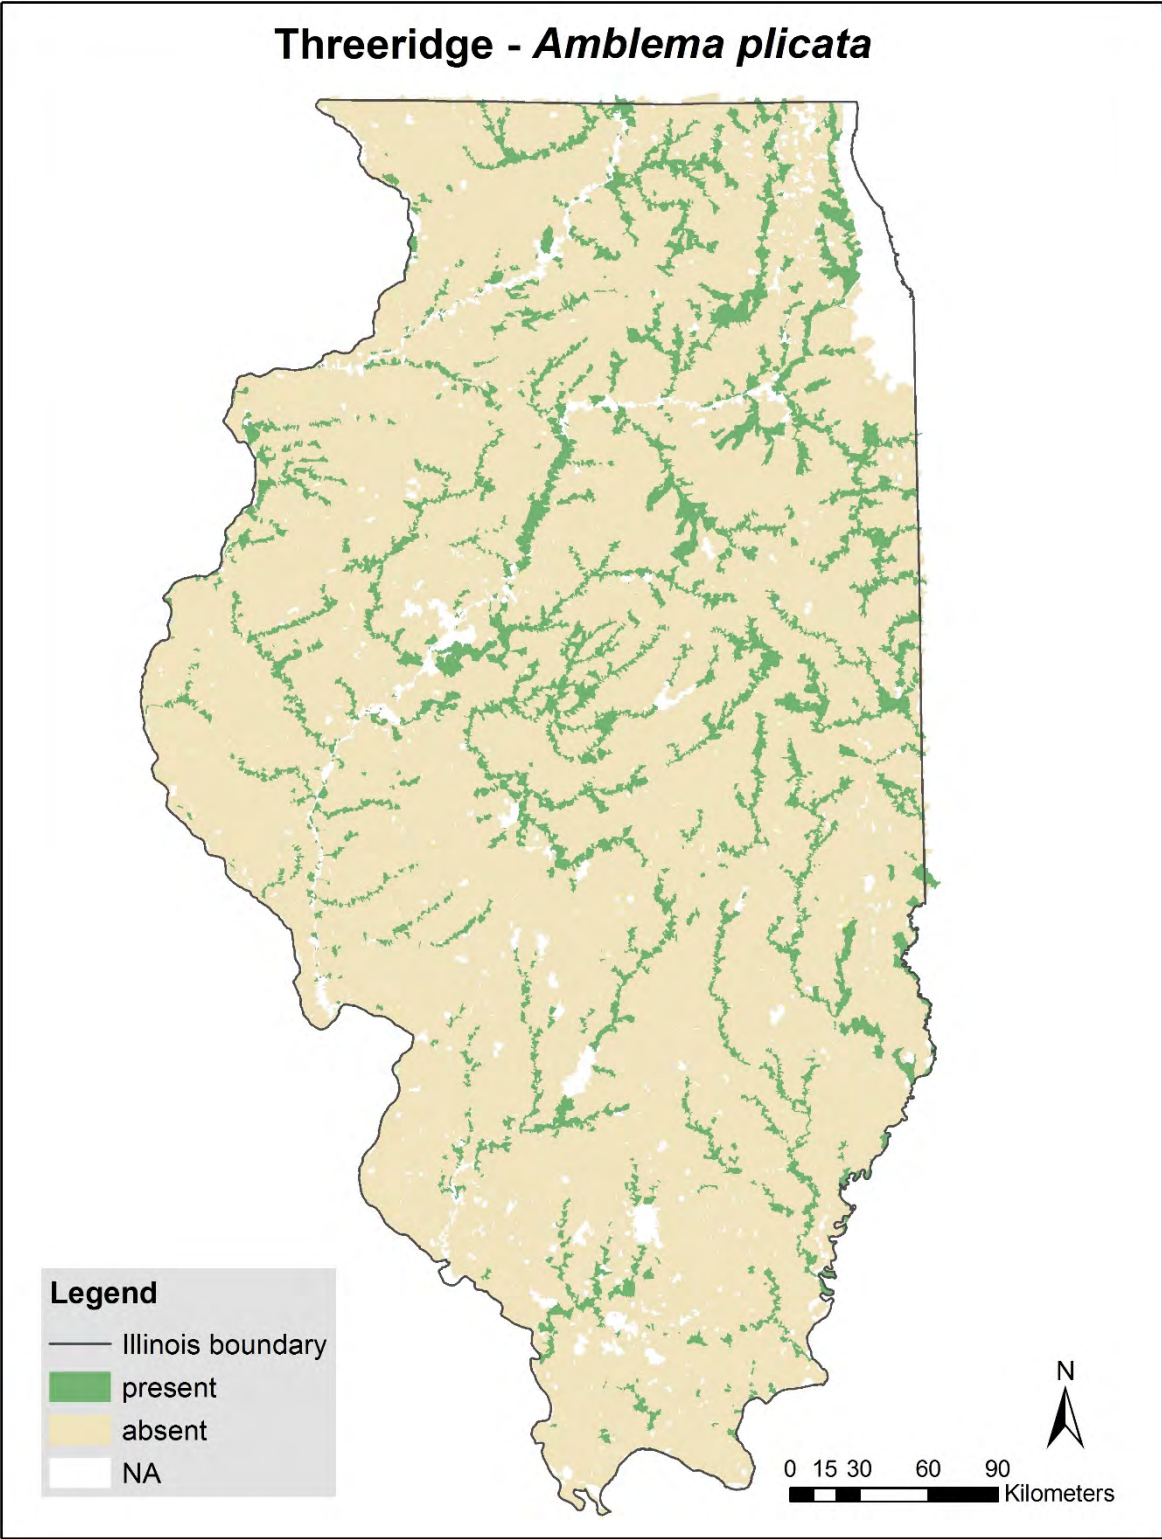 Threeridge - Amblema plicata
Legend
Illinois boundary
present
absent
NA
N
0 15 30 60 90
Kilometers